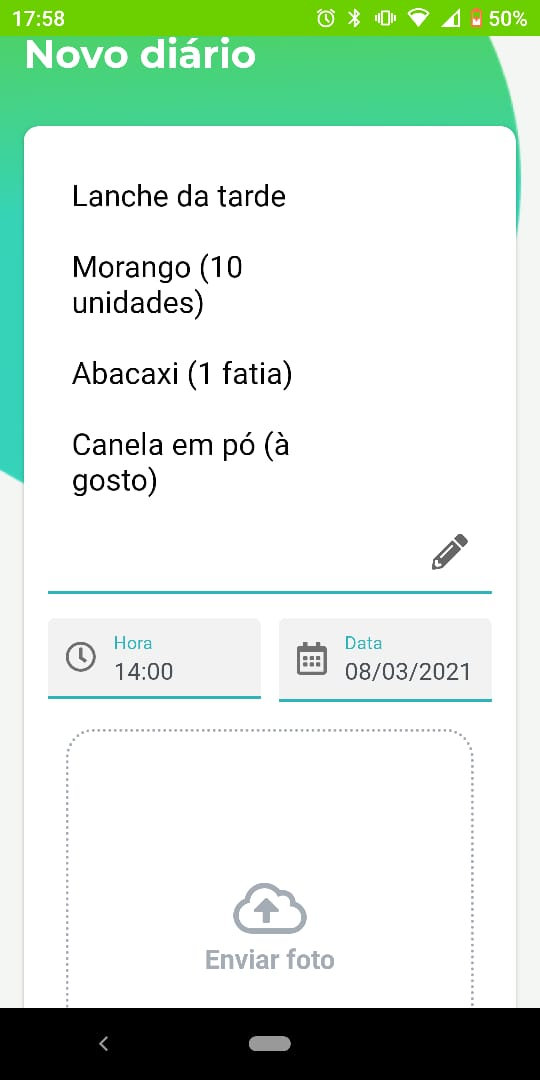 17:58
50%
Novo diário
Lanche da tarde
Morango (10
unidades)
Abacaxi (1 fatia)
Canela em pó (à
gosto)
Hora
14:00
Data
08/03/2021
Enviar foto